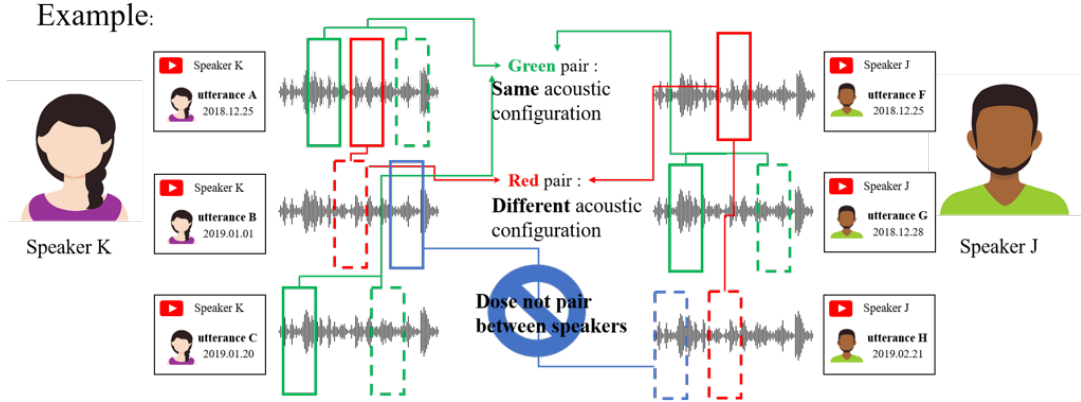 Example:
Speaker K
utterance A
2018.12.25
Green pair :
Same acoustic
configuration
Speaker J
utterance F
2018.12.25
Speaker K
utterance B
2019.01.01
Red pair :
Different acoustic
configuration
Speaker J
utterance G
2018.12.28
Speaker K
Speaker J
Speaker K
utterance C
2019.01.20
Dose not pair
between speakers
Speaker J
utterance H
2019.02.21